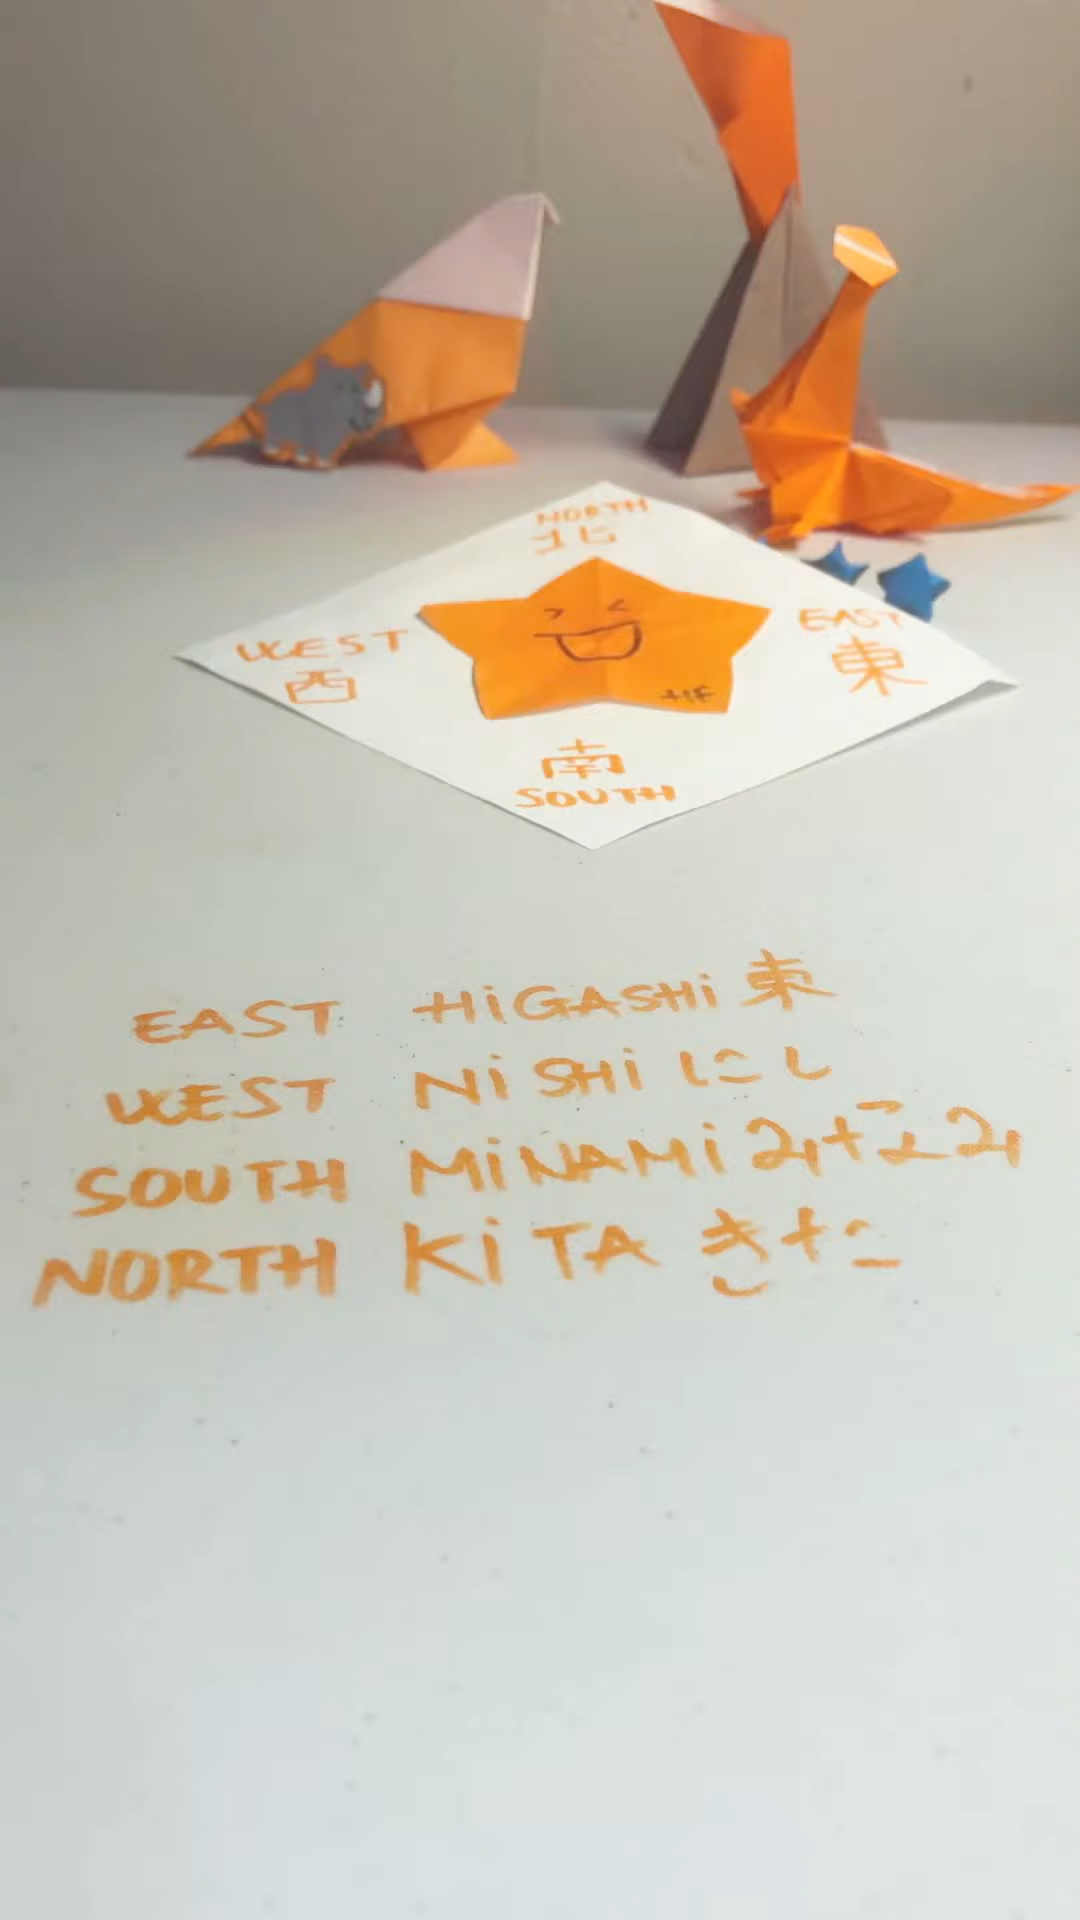 NORTH
北
WEST
西
EAST
東
南
SOUTH
EAST HiGASHi 東
WEST NiSHi にし
SOUTH MiNAMi みなみ
NORTH KiTA きた